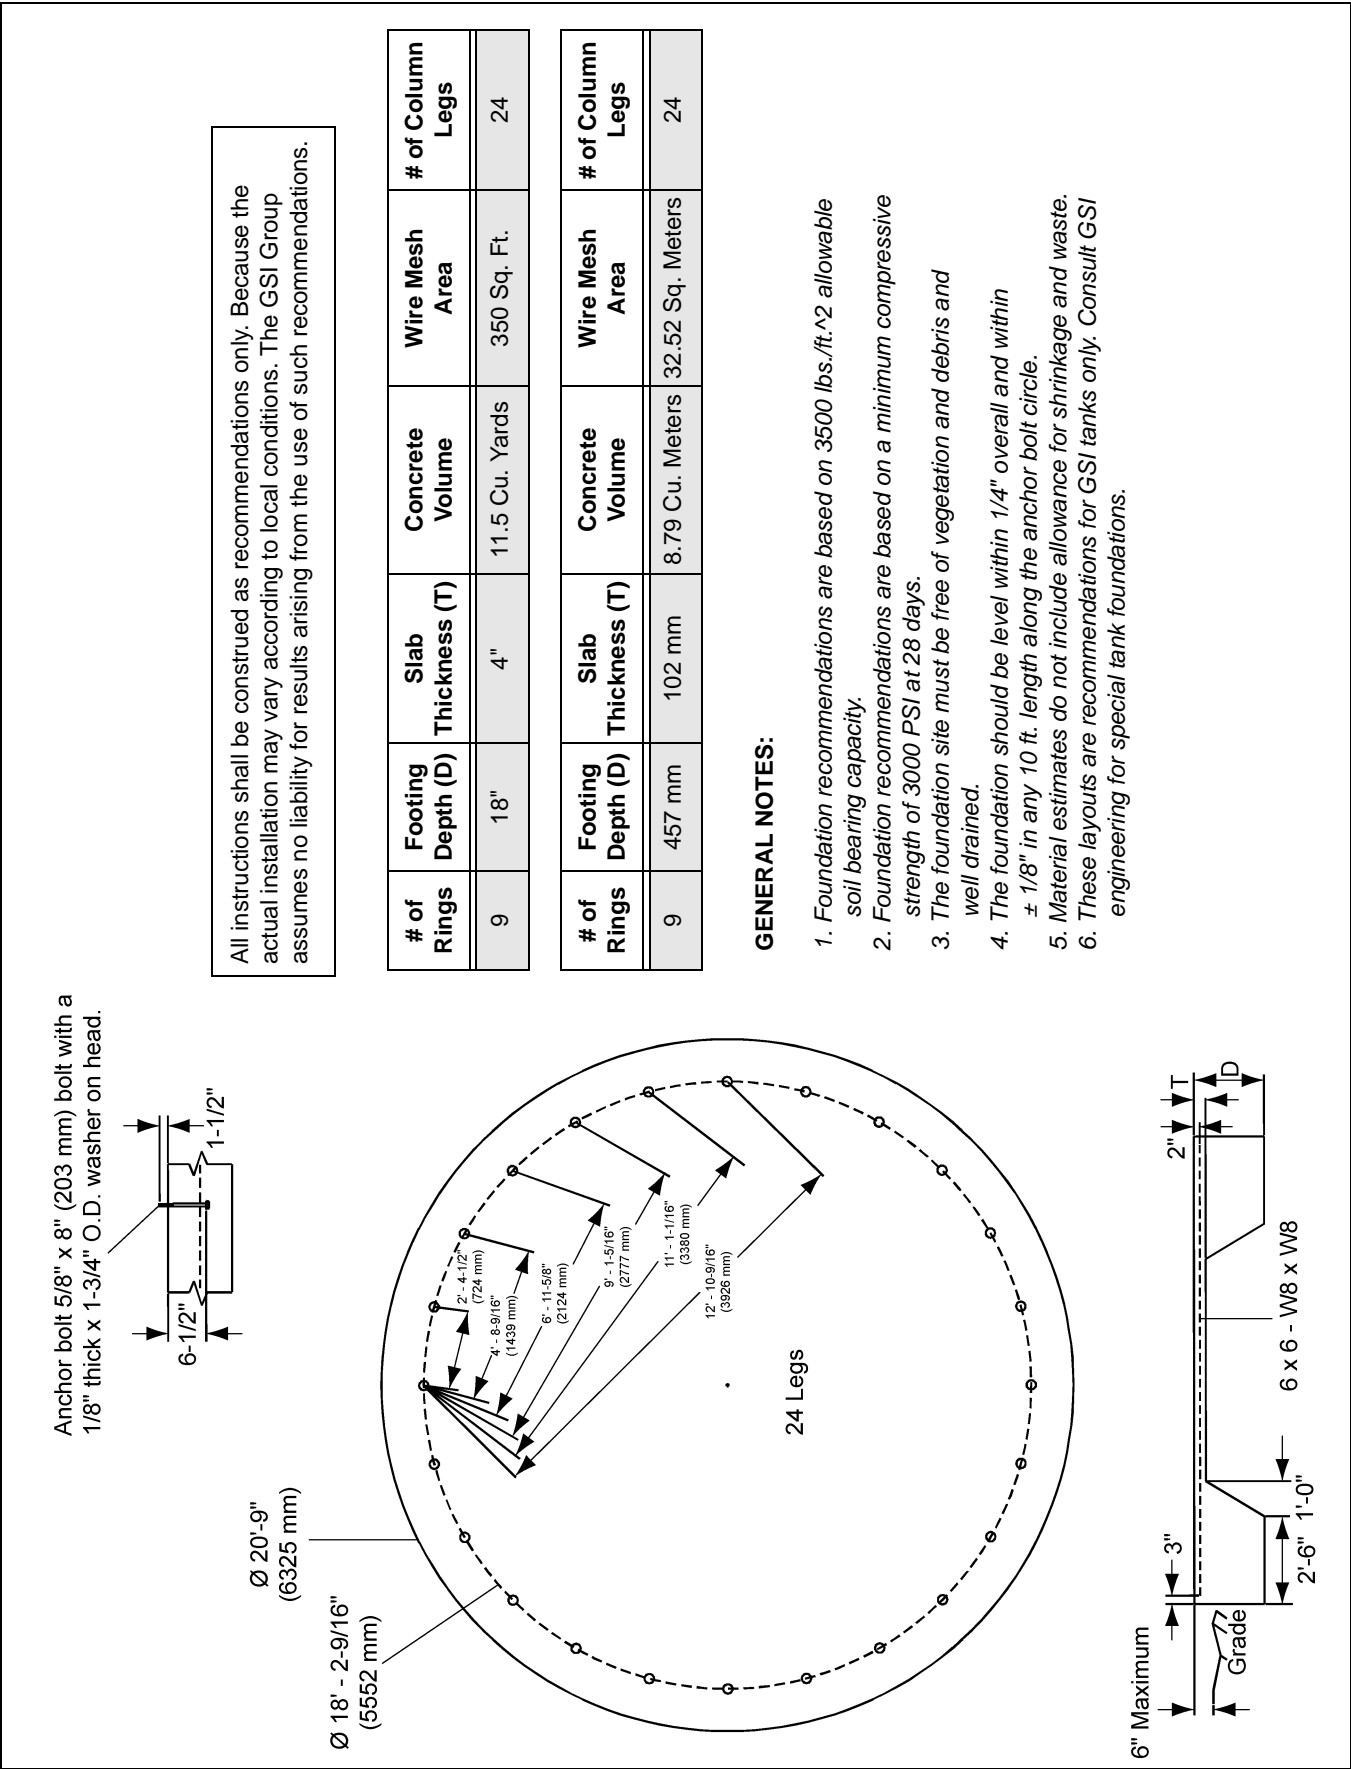 Anchor bolt 5/8" x 8" (203 mm) bolt with a
1/8" thick x 1-3/4" O.D. washer on head.
6-1/2"
1-1/2"
All instructions shall be construed as recommendations only. Because the
actual installation may vary according to local conditions. The GSI Group
assumes no liability for results arising from the use of such recommendations.
Ø 20'-9"
(6325 mm)
Ø 18' - 2-9/16"
(5552 mm)
2' - 4-1/2"
(724 mm)
4' - 8-9/16"
(1439 mm)
6' - 11-5/8"
(2124 mm)
9' - 1-5/16"
(2777 mm)
11' - 1-1/16"
(3380 mm)
12' - 10-9/16"
(3926 mm)
24 Legs
# of
Rings
Footing
Depth (D)
Slab
Thickness (T)
Concrete
Volume
Wire Mesh
Area
# of Column
Legs
9
18"
4"
11.5 Cu. Yards
350 Sq. Ft.
24
# of
Rings
Footing
Depth (D)
Slab
Thickness (T)
Concrete
Volume
Wire Mesh
Area
# of Column
Legs
9
457 mm
102 mm
8.79 Cu. Meters
32.52 Sq. Meters
24
GENERAL NOTES:
1. Foundation recommendations are based on 3500 lbs./ft.^2 allowable
soil bearing capacity.
2. Foundation recommendations are based on a minimum compressive
strength of 3000 PSI at 28 days.
3. The foundation site must be free of vegetation and debris and
well drained.
4. The foundation should be level within 1/4" overall and within
± 1/8" in any 10 ft. length along the anchor bolt circle.
5. Material estimates do not include allowance for shrinkage and waste.
6. These layouts are recommendations for GSI tanks only. Consult GSI
engineering for special tank foundations.
6" Maximum
3"
2"
T
D
Grade
2'-6"
1'-0"
6 x 6 - W8 x W8